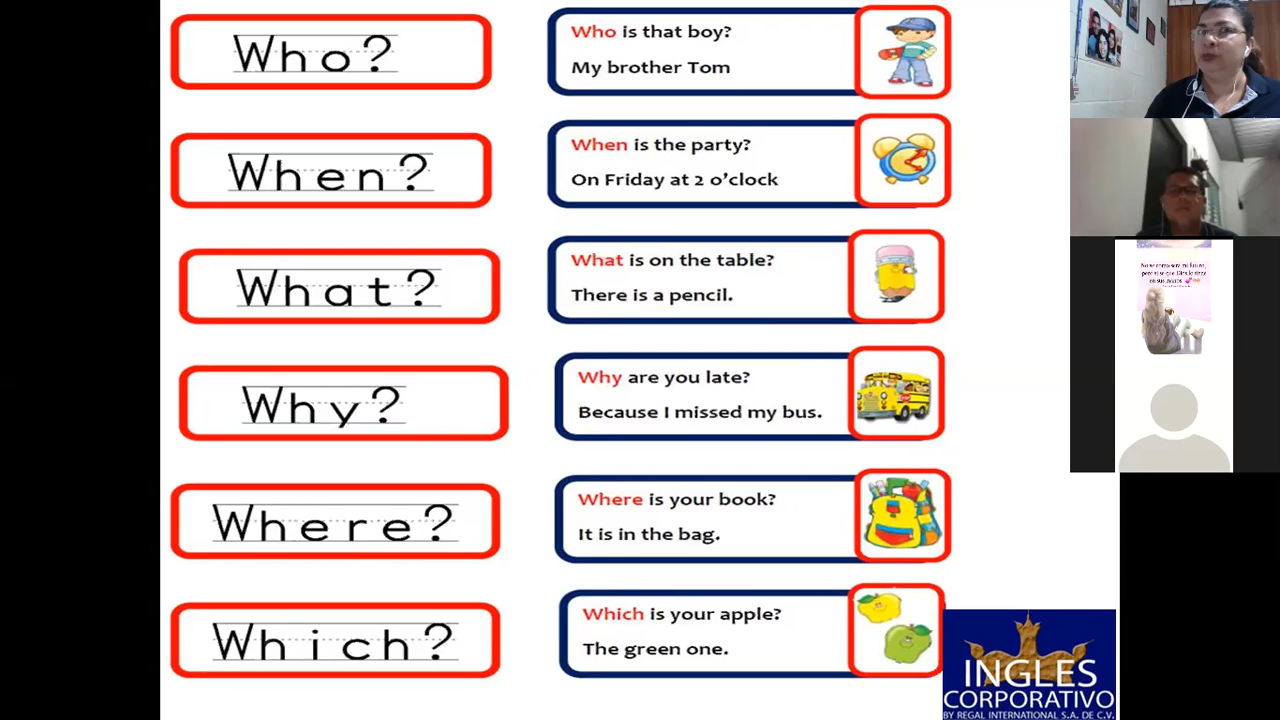 Who?
Who is that boy?
My brother Tom
When?
When is the party?
On Friday at 2 o'clock
What?
What is on the table?
There is a pencil.
Why?
Why are you late?
Because I missed my bus.
Where?
Where is your book?
It is in the bag.
Which?
Which is your apple?
The green one.
INGLES
CORPORATIVO
BY REGAL INTERNATIONAL S.A. DE C.V.